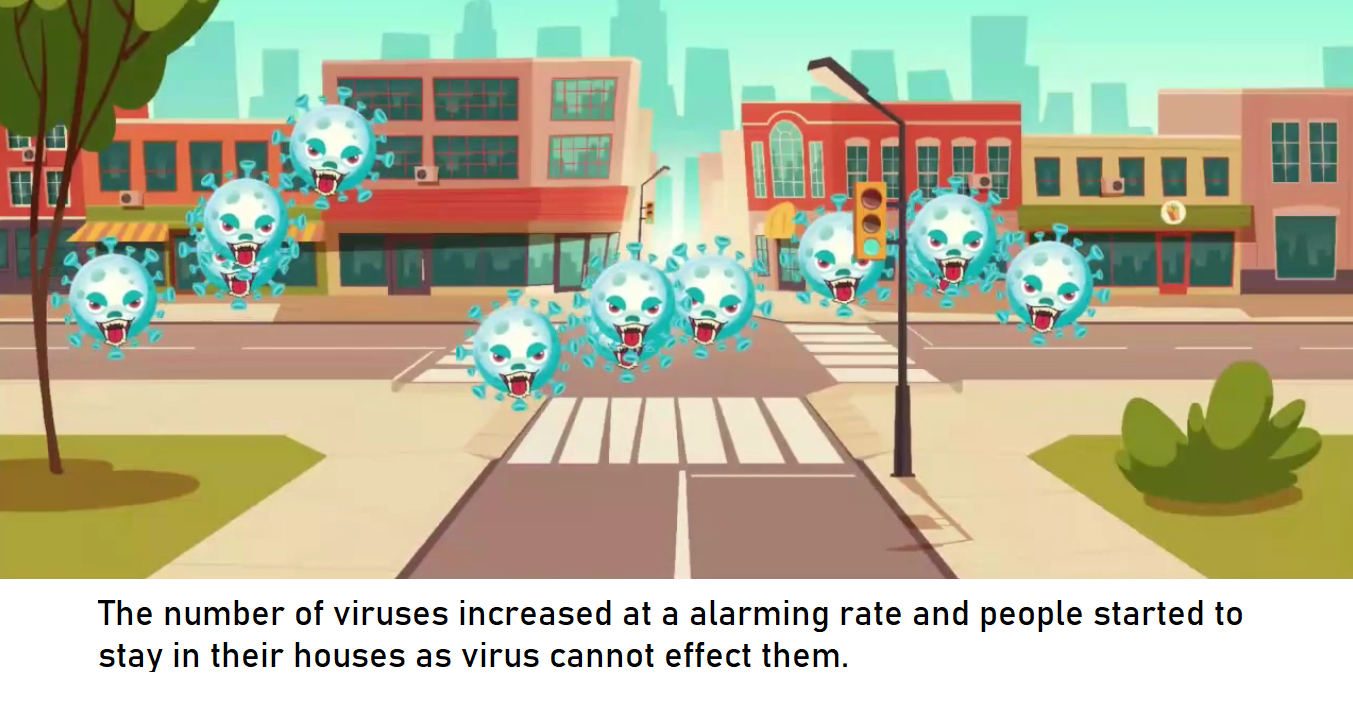 The number of viruses increased at a alarming rate and people started to
stay in their houses as virus cannot effect them.